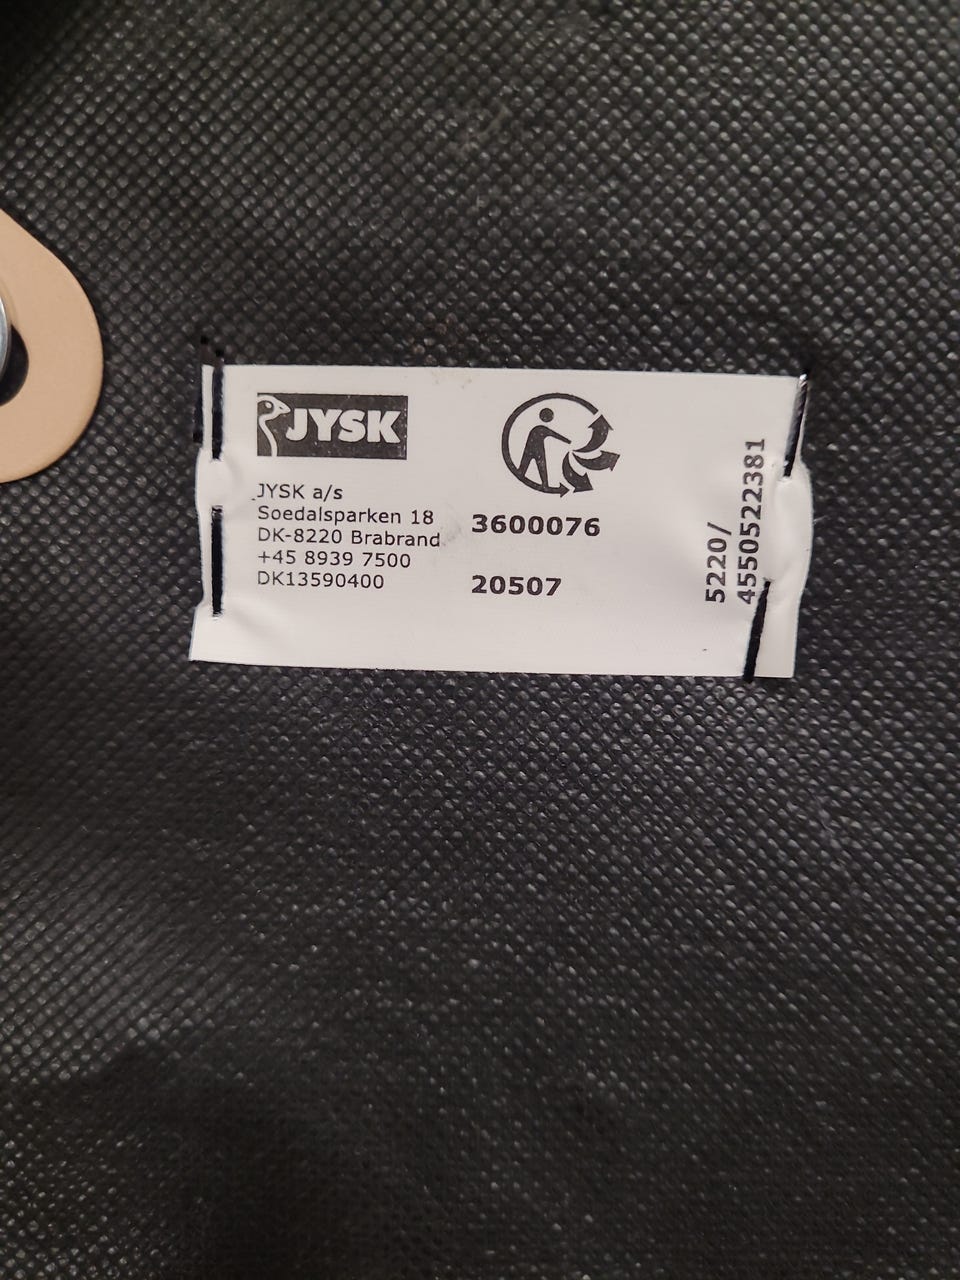 JYSK
JYSK a/s
Soedalsparken 18
DK-8220 Brabrand
+45 8939 7500
DK13590400
3600076
20507
5220/
4550522381